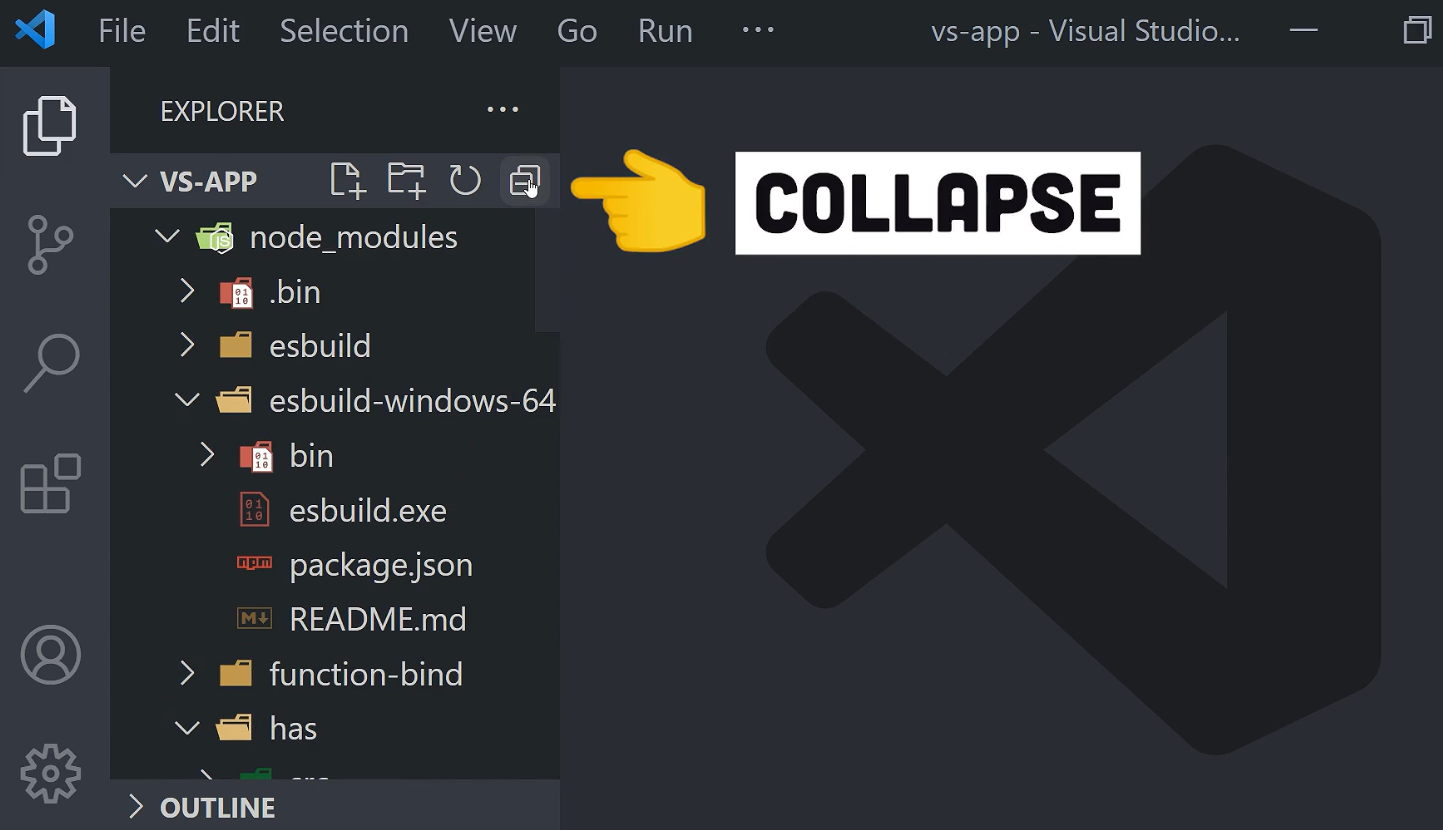 File Edit Selection View Go Run ··· vs-app - Visual Studio...
EXPLORER ···
VS-APP
COLLAPSE
node_modules
.bin
esbuild
esbuild-windows-64
bin
esbuild.exe
package.json
README.md
function-bind
has
OUTLINE